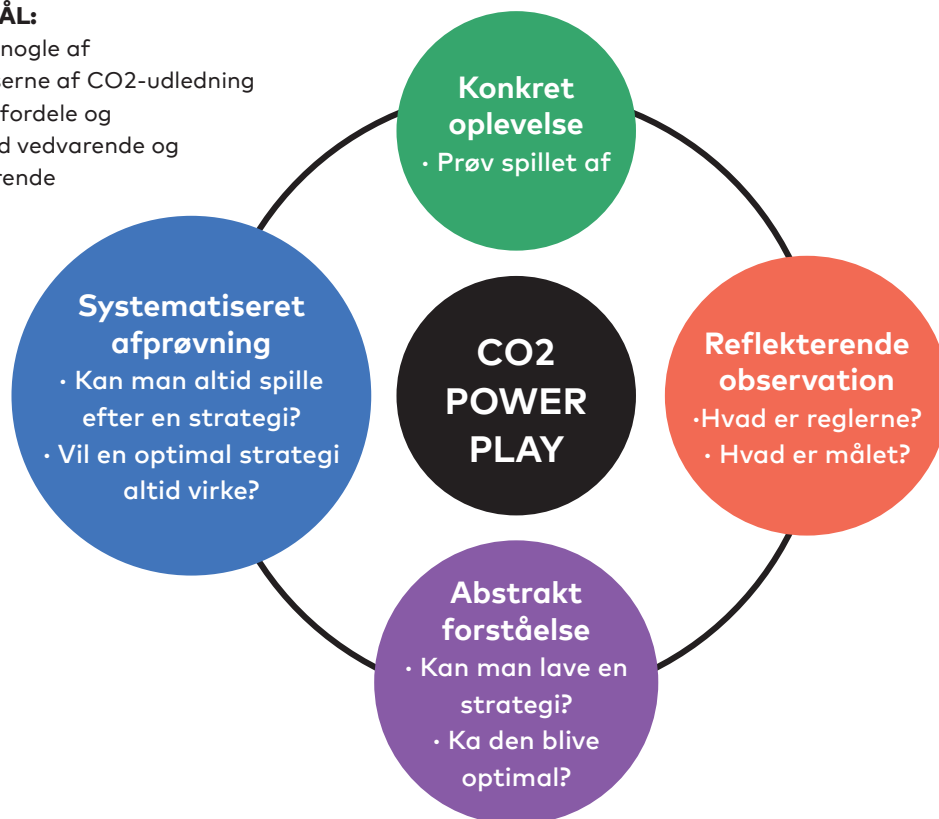 ÅL:
nogle af
serne af CO2-udledning
fordele og
d vedvarende og
rende
Konkret
oplevelse
· Prøv spillet af
Systematiseret
afprøvning
· Kan man altid spille
efter en strategi?
· Vil en optimal strategi
altid virke?
CO2
POWER
PLAY
Reflekterende
observation
·Hvad er reglerne?
· Hvad er målet?
Abstrakt
forståelse
· Kan man lave en
strategi?
· Ka den blive
optimal?